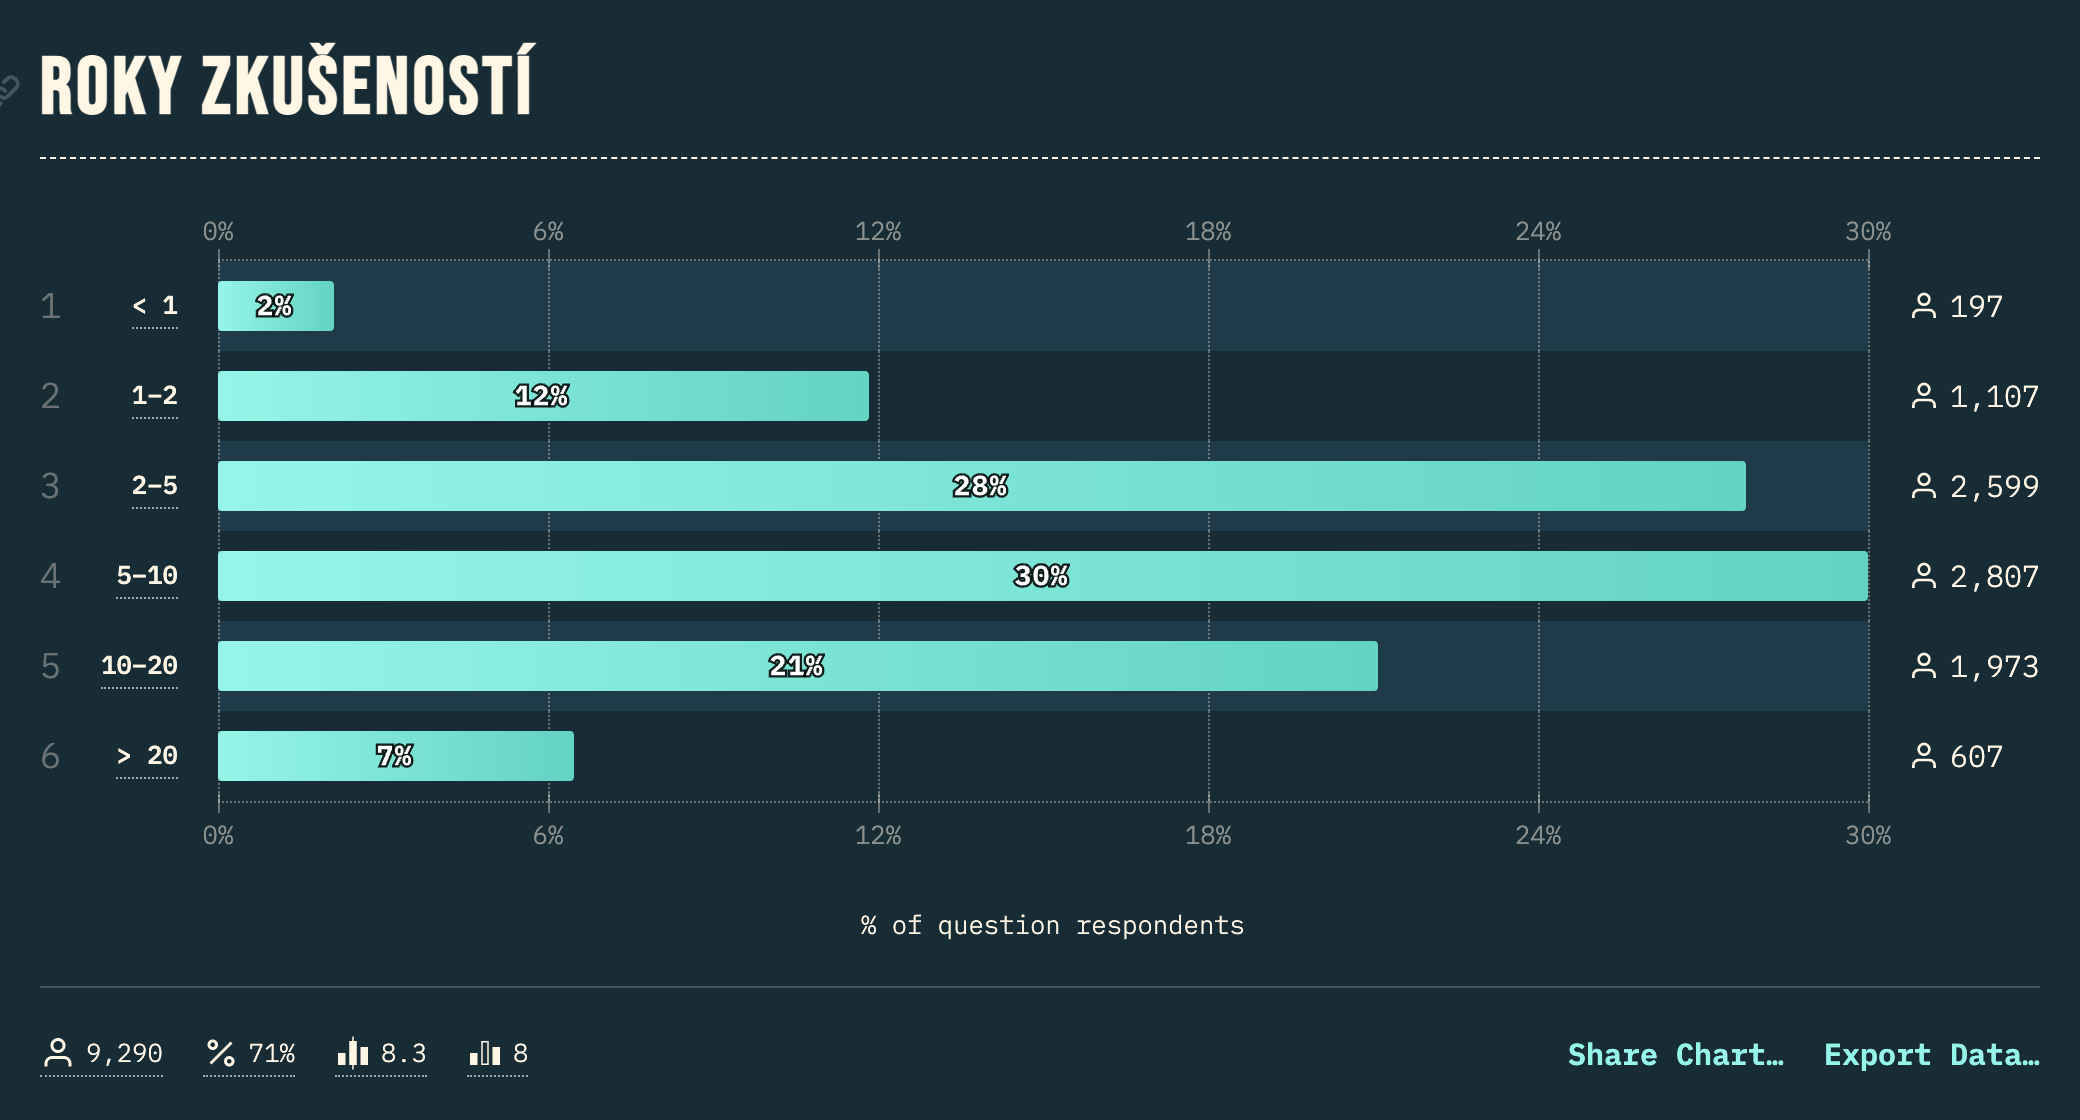 ROKY ZKUŠENOSTÍ
0% 6% 12% 18% 24% 30%
1 < 1 2% 197
2 1–2 12% 1,107
3 2–5 28% 2,599
4 5–10 30% 2,807
5 10–20 21% 1,973
6 > 20 7% 607
0% 6% 12% 18% 24% 30%
% of question respondents
9,290 71% 8.3 8 Share Chart… Export Data…